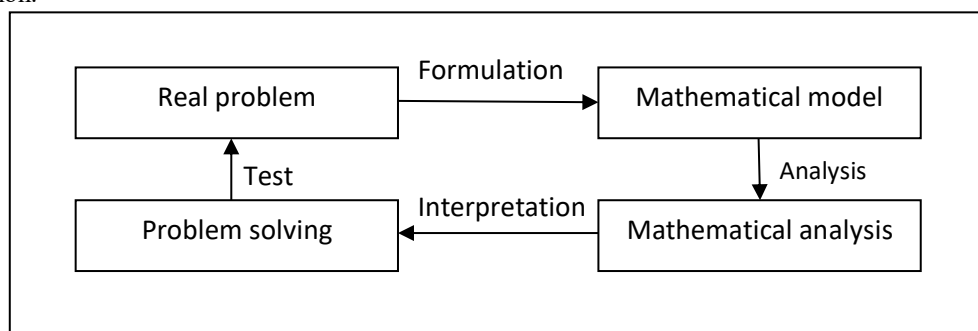 Formulation
Real problem
Mathematical model
Test
Analysis
Interpretation
Problem solving
Mathematical analysis